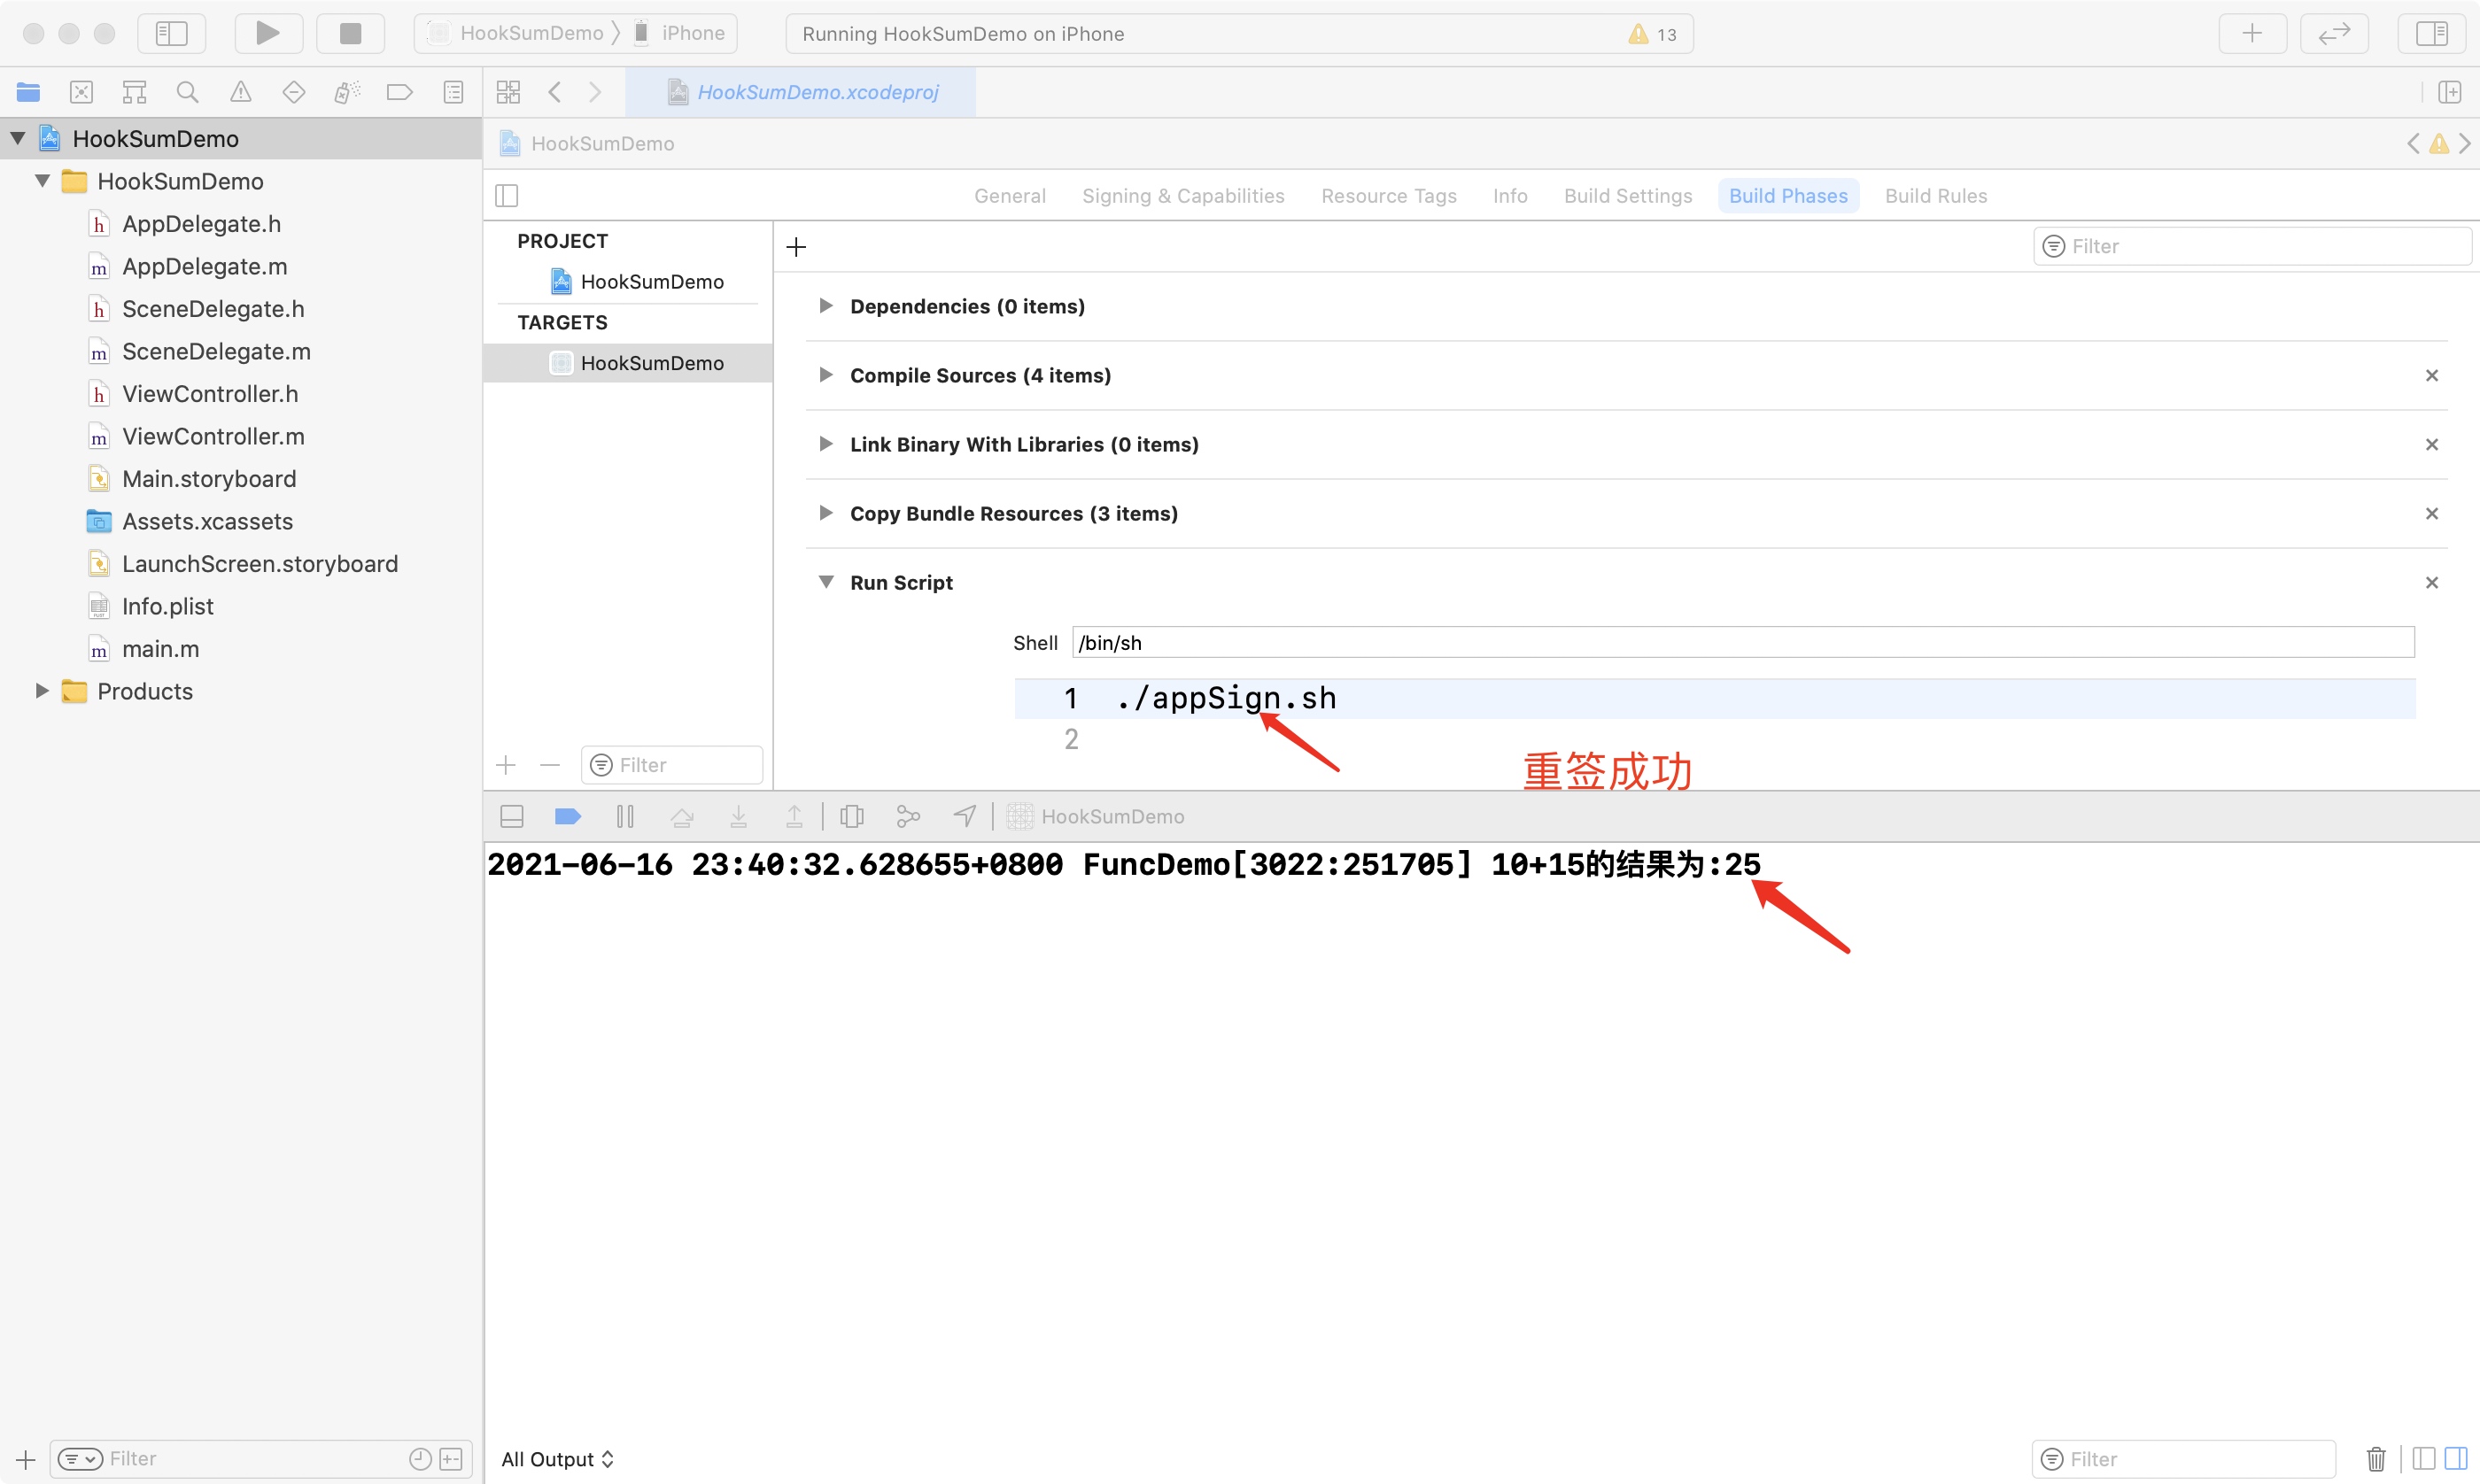 HookSumDemo
iPhone
Running HookSumDemo on iPhone
13
HookSumDemo.xcodeproj
HookSumDemo
HookSumDemo
AppDelegate.h
AppDelegate.m
SceneDelegate.h
SceneDelegate.m
ViewController.h
ViewController.m
Main.storyboard
Assets.xcassets
LaunchScreen.storyboard
Info.plist
main.m
Products
Filter
HookSumDemo
General Signing & Capabilities Resource Tags Info Build Settings Build Phases Build Rules
PROJECT
HookSumDemo
TARGETS
HookSumDemo
Filter
Filter
Dependencies (0 items)
Compile Sources (4 items)
Link Binary With Libraries (0 items)
Copy Bundle Resources (3 items)
Run Script
Shell /bin/sh
1 ./appSign.sh
2
重签成功
HookSumDemo
2021-06-16 23:40:32.628655+0800 FuncDemo[3022:251705] 10+15的结果为:25
All Output
Filter